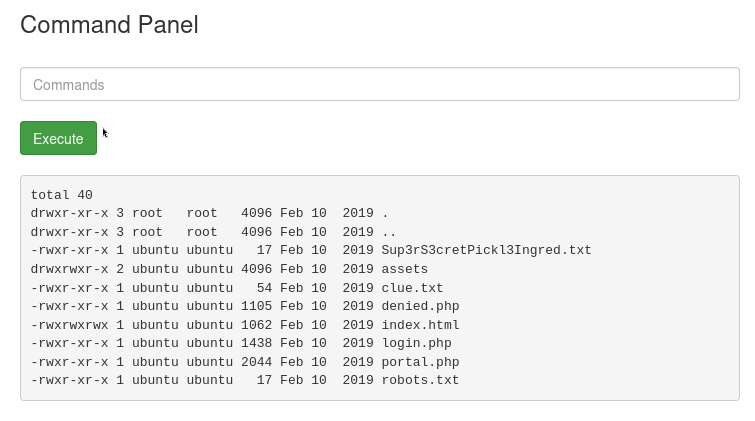 Command Panel
Commands
Execute
total 40
drwxr-xr-x 3 root   root   4096 Feb 10  2019 .
drwxr-xr-x 3 root   root   4096 Feb 10  2019 ..
-rwxr-xr-x 1 ubuntu ubuntu   17 Feb 10  2019 Sup3rS3cretPickl3Ingred.txt
drwxrwxr-x 2 ubuntu ubuntu 4096 Feb 10  2019 assets
-rwxr-xr-x 1 ubuntu ubuntu   54 Feb 10  2019 clue.txt
-rwxr-xr-x 1 ubuntu ubuntu 1105 Feb 10  2019 denied.php
-rwxrwxrwx 1 ubuntu ubuntu 1062 Feb 10  2019 index.html
-rwxr-xr-x 1 ubuntu ubuntu 1438 Feb 10  2019 login.php
-rwxr-xr-x 1 ubuntu ubuntu 2044 Feb 10  2019 portal.php
-rwxr-xr-x 1 ubuntu ubuntu   17 Feb 10  2019 robots.txt